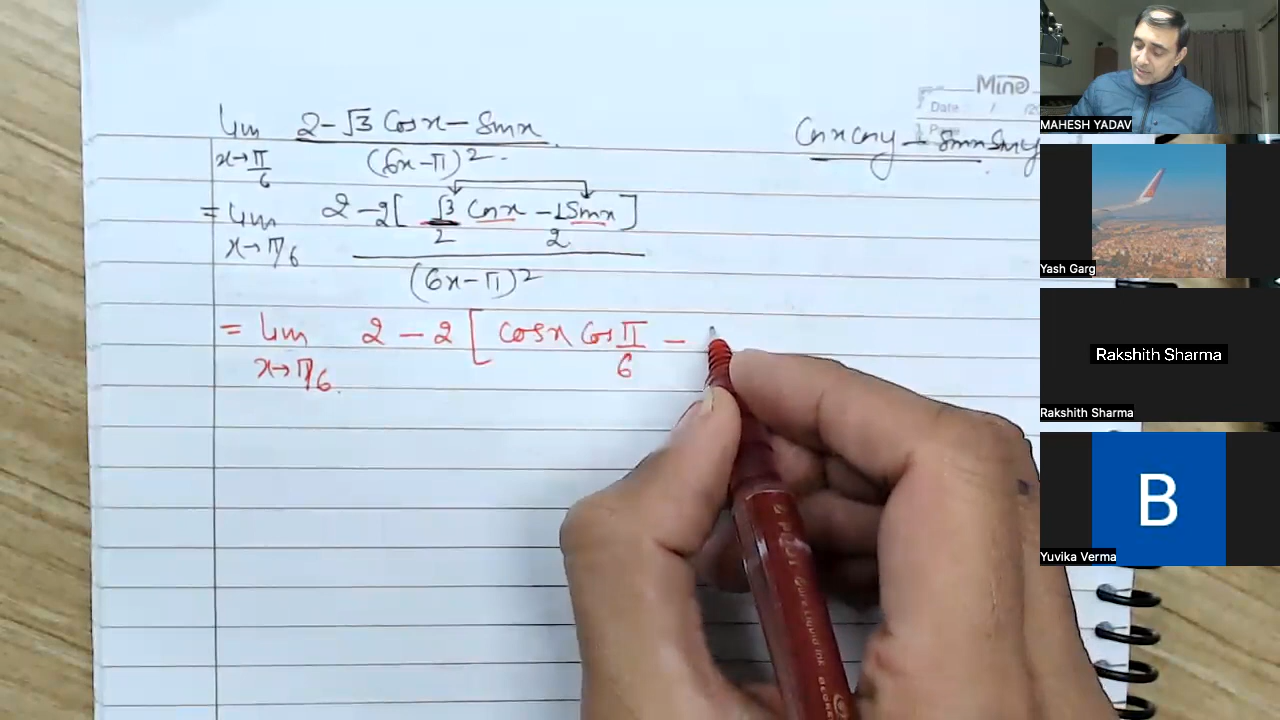 lim 2-√3 Cosx - Sinx
x→π/6 (6x-π)²
Cosx Cosy - Sinx Siny
= lim 2-2[ √3/2 Cosx - 1/2 Sinx ]
x→π/6 (6x-π)²
= lim 2 - 2 [ cosx Cos π/6 -
x→π/6
Date: /
MAHESH YADAV
Yash Garg
Rakshith Sharma
Rakshith Sharma
B
Yuvika Verma